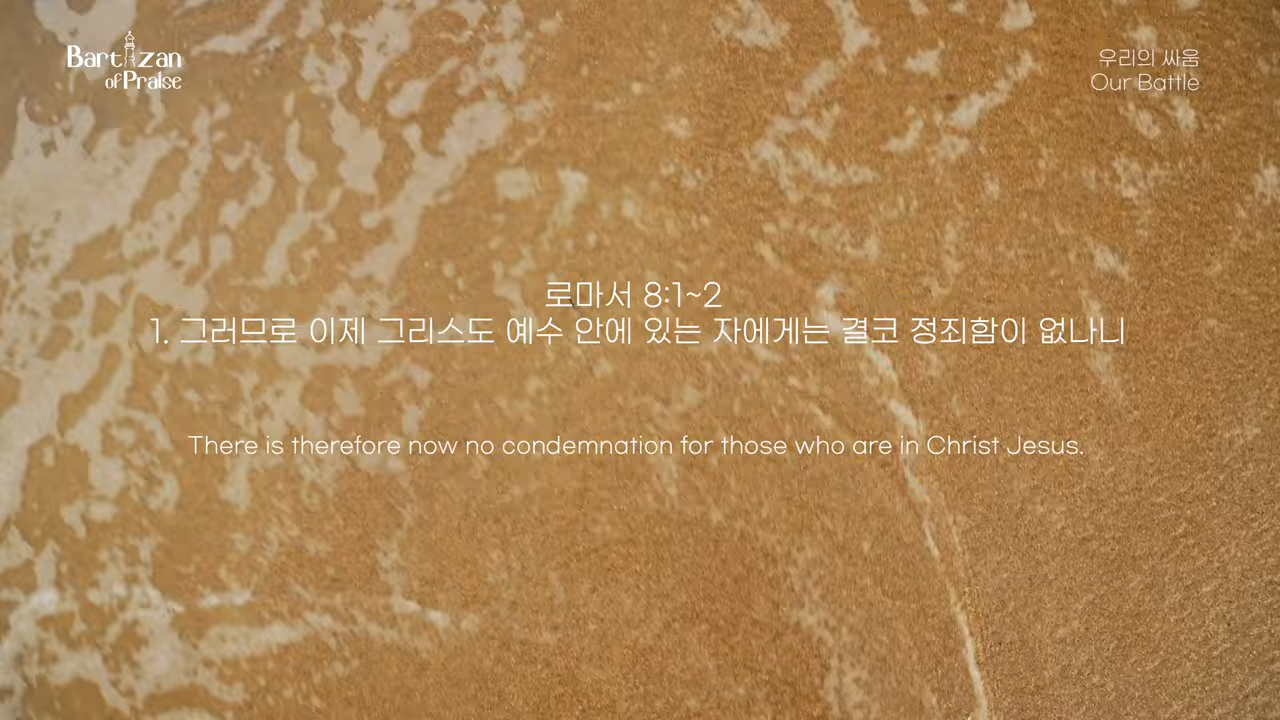 Bartizan
of Praise
우리의 싸움
Our Battle
로마서 8:1~2
1. 그러므로 이제 그리스도 예수 안에 있는 자에게는 결코 정죄함이 없나니
There is therefore now no condemnation for those who are in Christ Jesus.